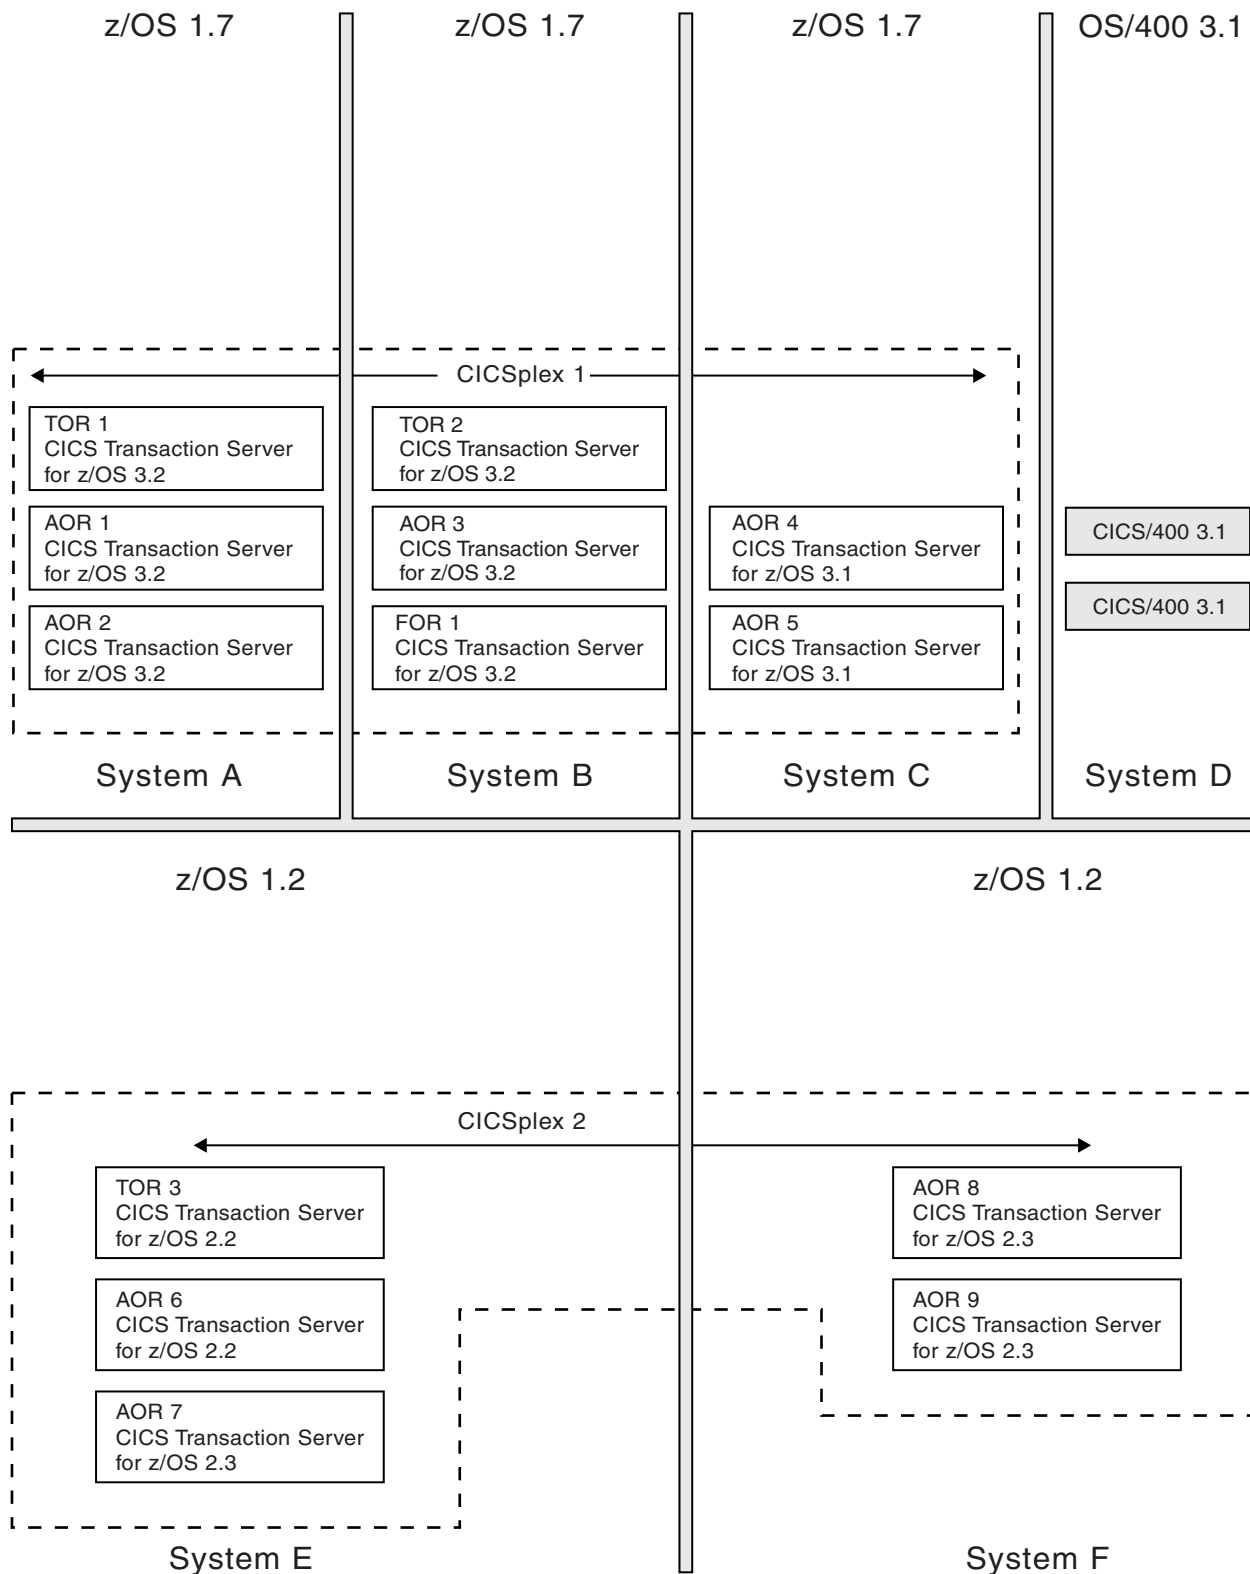 z/OS 1.7
z/OS 1.7
z/OS 1.7
OS/400 3.1
CICSplex 1
TOR 1
CICS Transaction Server
for z/OS 3.2
TOR 2
CICS Transaction Server
for z/OS 3.2
AOR 1
CICS Transaction Server
for z/OS 3.2
AOR 3
CICS Transaction Server
for z/OS 3.2
AOR 4
CICS Transaction Server
for z/OS 3.1
CICS/400 3.1
CICS/400 3.1
AOR 2
CICS Transaction Server
for z/OS 3.2
FOR 1
CICS Transaction Server
for z/OS 3.2
AOR 5
CICS Transaction Server
for z/OS 3.1
System A
System B
System C
System D
z/OS 1.2
z/OS 1.2
CICSplex 2
TOR 3
CICS Transaction Server
for z/OS 2.2
AOR 8
CICS Transaction Server
for z/OS 2.3
AOR 6
CICS Transaction Server
for z/OS 2.2
AOR 9
CICS Transaction Server
for z/OS 2.3
AOR 7
CICS Transaction Server
for z/OS 2.3
System E
System F